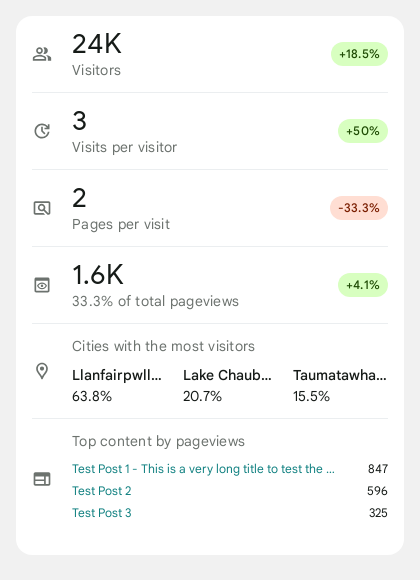 24K
+18.5%
Visitors
3
+50%
Visits per visitor
2
-33.3%
Pages per visit
1.6K
+4.1%
33.3% of total pageviews
Cities with the most visitors
Llanfairpwll... Lake Chaub... Taumatawha...
63.8% 20.7% 15.5%
Top content by pageviews
Test Post 1 - This is a very long title to test the ... 847
Test Post 2 596
Test Post 3 325